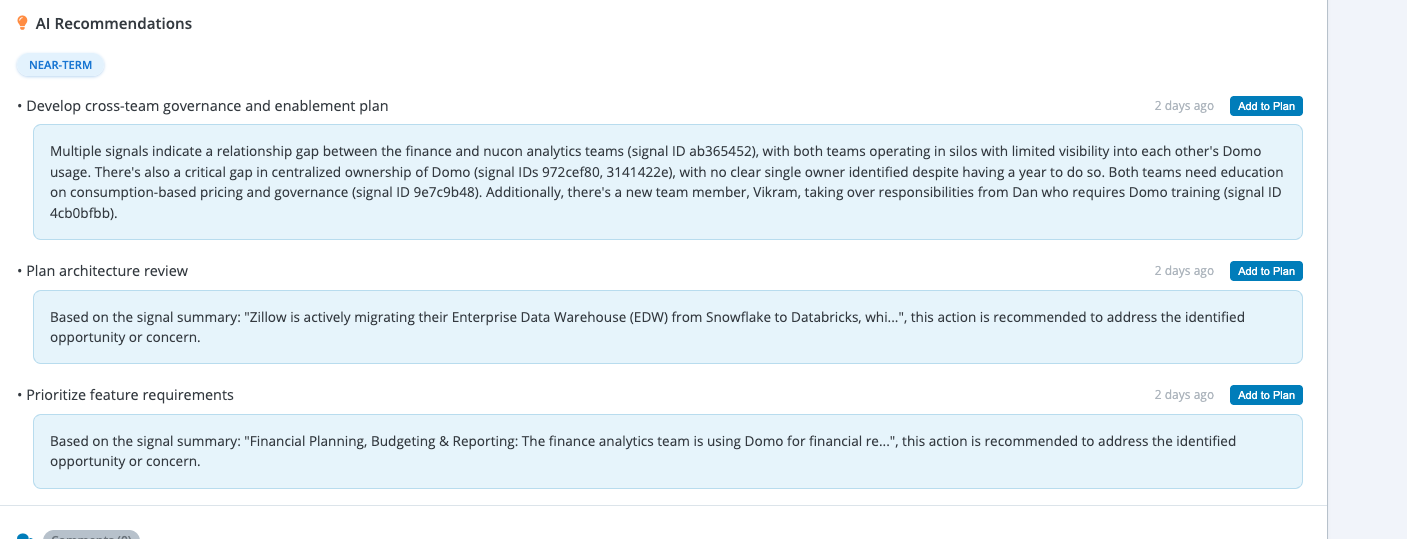 AI Recommendations
NEAR-TERM
• Develop cross-team governance and enablement plan
2 days ago
Add to Plan
Multiple signals indicate a relationship gap between the finance and nucon analytics teams (signal ID ab365452), with both teams operating in silos with limited visibility into each other's Domo
usage. There's also a critical gap in centralized ownership of Domo (signal IDs 972cef80, 3141422e), with no clear single owner identified despite having a year to do so. Both teams need education
on consumption-based pricing and governance (signal ID 9e7c9b48). Additionally, there's a new team member, Vikram, taking over responsibilities from Dan who requires Domo training (signal ID
4cb0bfbb).
• Plan architecture review
2 days ago
Add to Plan
Based on the signal summary: "Zillow is actively migrating their Enterprise Data Warehouse (EDW) from Snowflake to Databricks, whi...", this action is recommended to address the identified
opportunity or concern.
• Prioritize feature requirements
2 days ago
Add to Plan
Based on the signal summary: "Financial Planning, Budgeting & Reporting: The finance analytics team is using Domo for financial re...", this action is recommended to address the identified
opportunity or concern.
Comments (0)